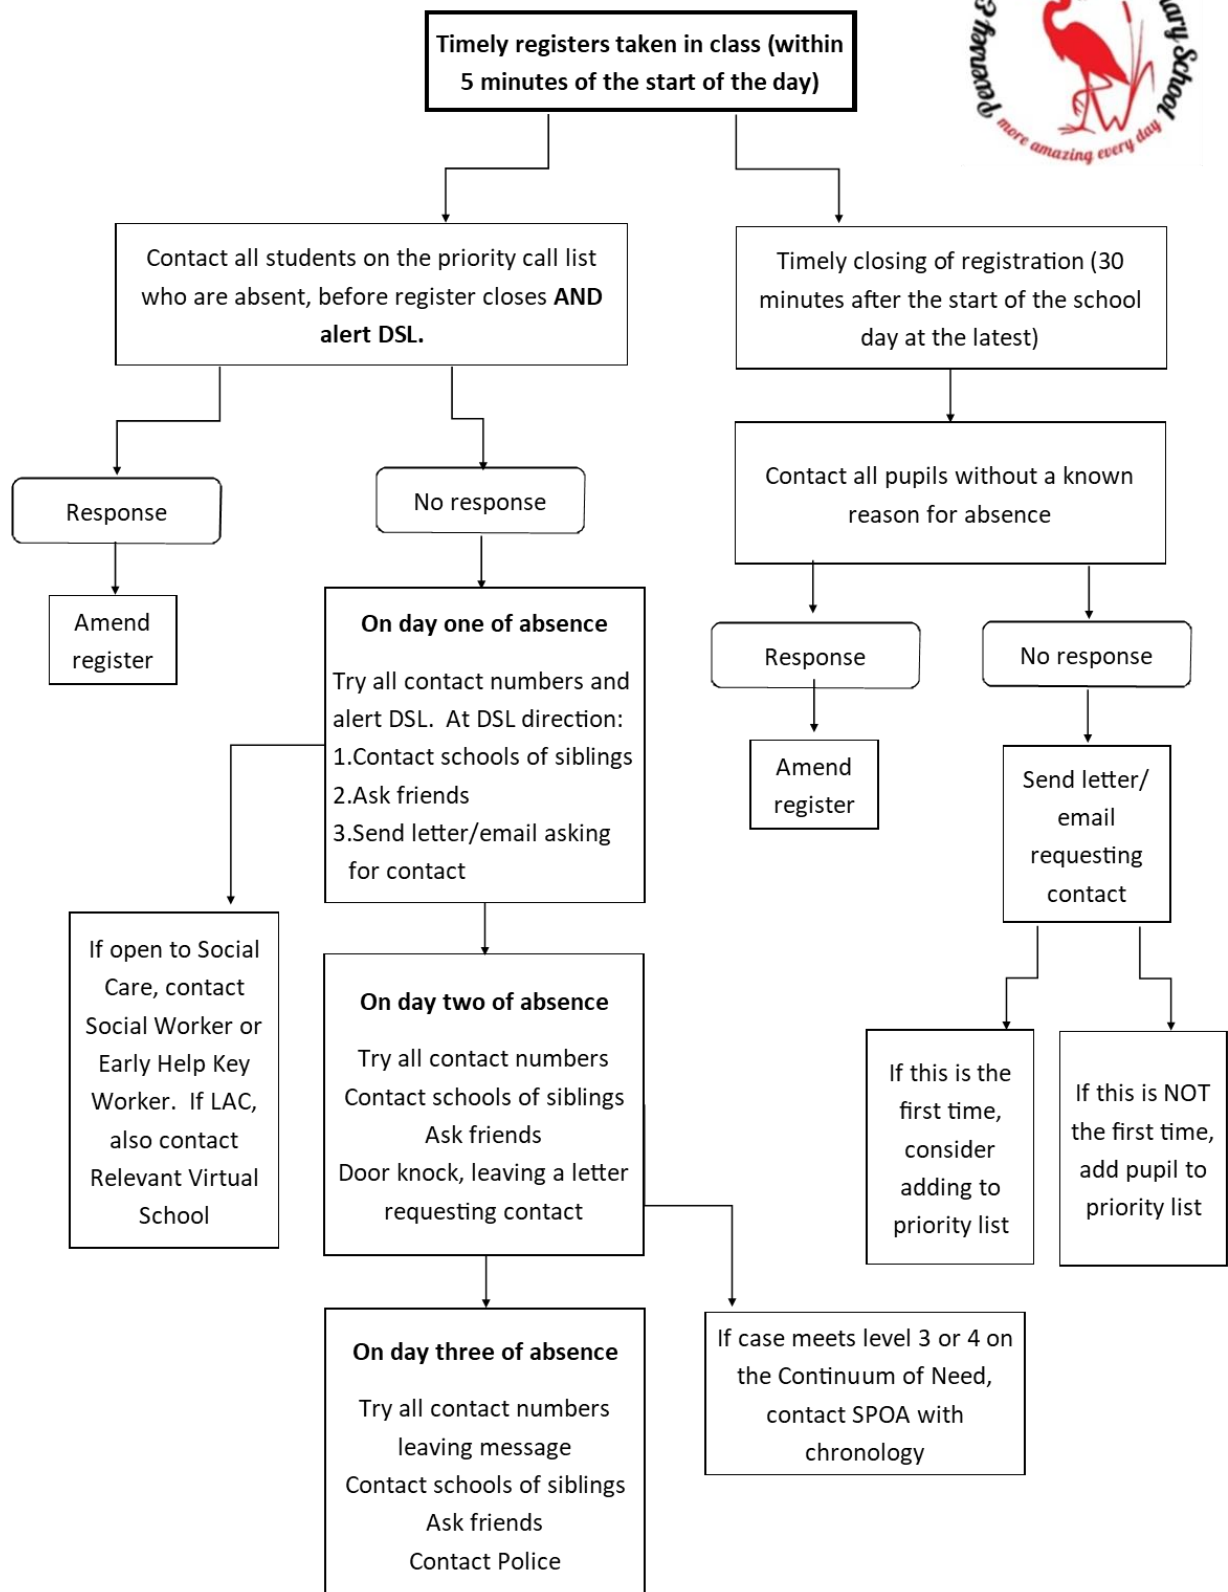 Timely registers taken in class (within
5 minutes of the start of the day)
Pevensey &
ary School
more amazing every day
Contact all students on the priority call list
who are absent, before register closes AND
alert DSL.
Timely closing of registration (30
minutes after the start of the school
day at the latest)
Response
No response
Contact all pupils without a known
reason for absence
Amend
register
On day one of absence
Try all contact numbers and
alert DSL.  At DSL direction:
1.Contact schools of siblings
2.Ask friends
3.Send letter/email asking
for contact
Response
No response
Amend
register
Send letter/
email
requesting
contact
If open to Social
Care, contact
Social Worker or
Early Help Key
Worker.  If LAC,
also contact
Relevant Virtual
School
On day two of absence
Try all contact numbers
Contact schools of siblings
Ask friends
Door knock, leaving a letter
requesting contact
If this is the
first time,
consider
adding to
priority list
If this is NOT
the first time,
add pupil to
priority list
On day three of absence
Try all contact numbers
leaving message
Contact schools of siblings
Ask friends
Contact Police
If case meets level 3 or 4 on
the Continuum of Need,
contact SPOA with
chronology